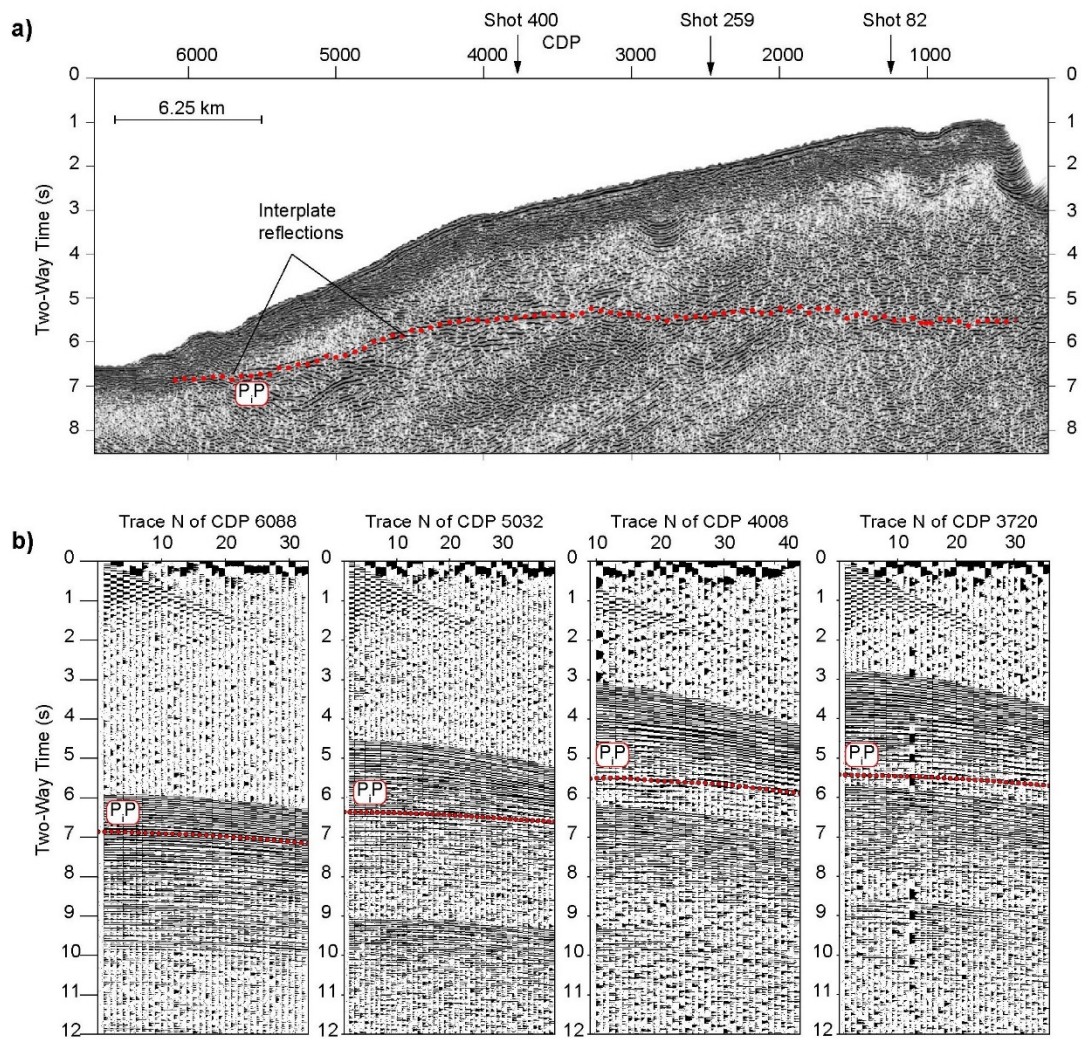 a)
Shot 400 Shot 259 Shot 82
CDP
6000 5000 4000 3000 2000 1000
0 0
6.25 km
1 1
2 2
Interplate
reflections
3 3
4 4
5 5
6 6
7 7
8 8
Two-Way Time (s)
PiP
b)
Trace N of CDP 6088 Trace N of CDP 5032 Trace N of CDP 4008 Trace N of CDP 3720
10 20 30 10 20 30 10 20 30 40 10 20 30
0 0 0 0
1 1 1 1
2 2 2 2
3 3 3 3
4 4 4 4
5 5 5 5
6 6 6 6
7 7 7 7
8 8 8 8
9 9 9 9
10 10 10 10
11 11 11 11
12 12 12 12
Two-Way Time (s)
PiP PiP PiP PiP